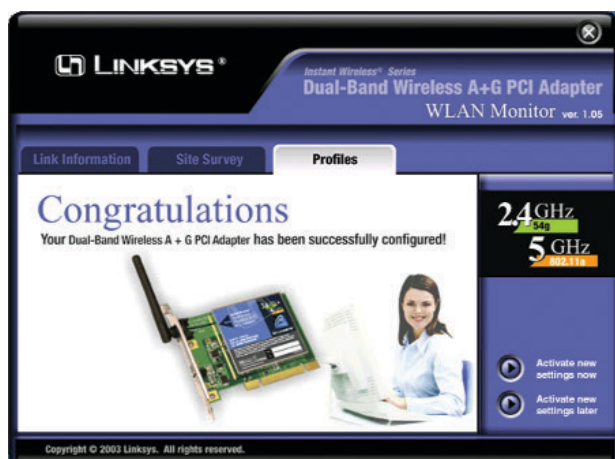 LINKSYS®
Instant Wireless® Series
Dual-Band Wireless A+G PCI Adapter
WLAN Monitor ver. 1.05
Link Information
Site Survey
Profiles
Congratulations
Your Dual-Band Wireless A + G PCI Adapter has been successfully configured!
2.4 GHz
54g
5 GHz
802.11a
Activate new
settings now
Activate new
settings later
Copyright © 2003 Linksys. All rights reserved.